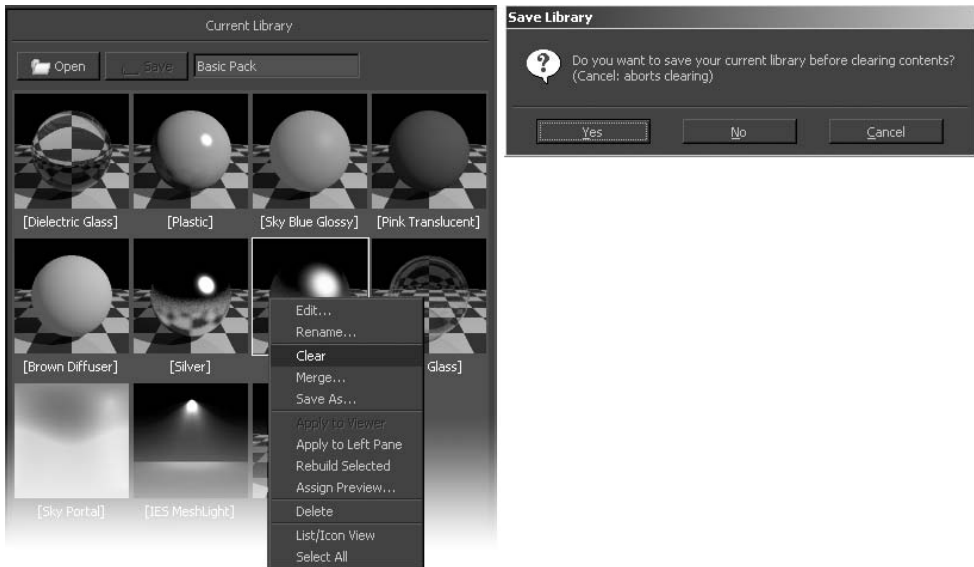 Current Library
Open
Save
Basic Pack
[Dielectric Glass]
[Plastic]
[Sky Blue Glossy]
[Pink Translucent]
[Brown Diffuser]
[Silver]
Glass]
[Sky Portal]
[IES MeshLight]
Edit...
Rename...
Clear
Merge...
Save As...
Apply to Viewer
Apply to Left Pane
Rebuild Selected
Assign Preview...
Delete
List/Icon View
Select All
Save Library
Do you want to save your current library before clearing contents?
(Cancel: aborts clearing)
Yes
No
Cancel